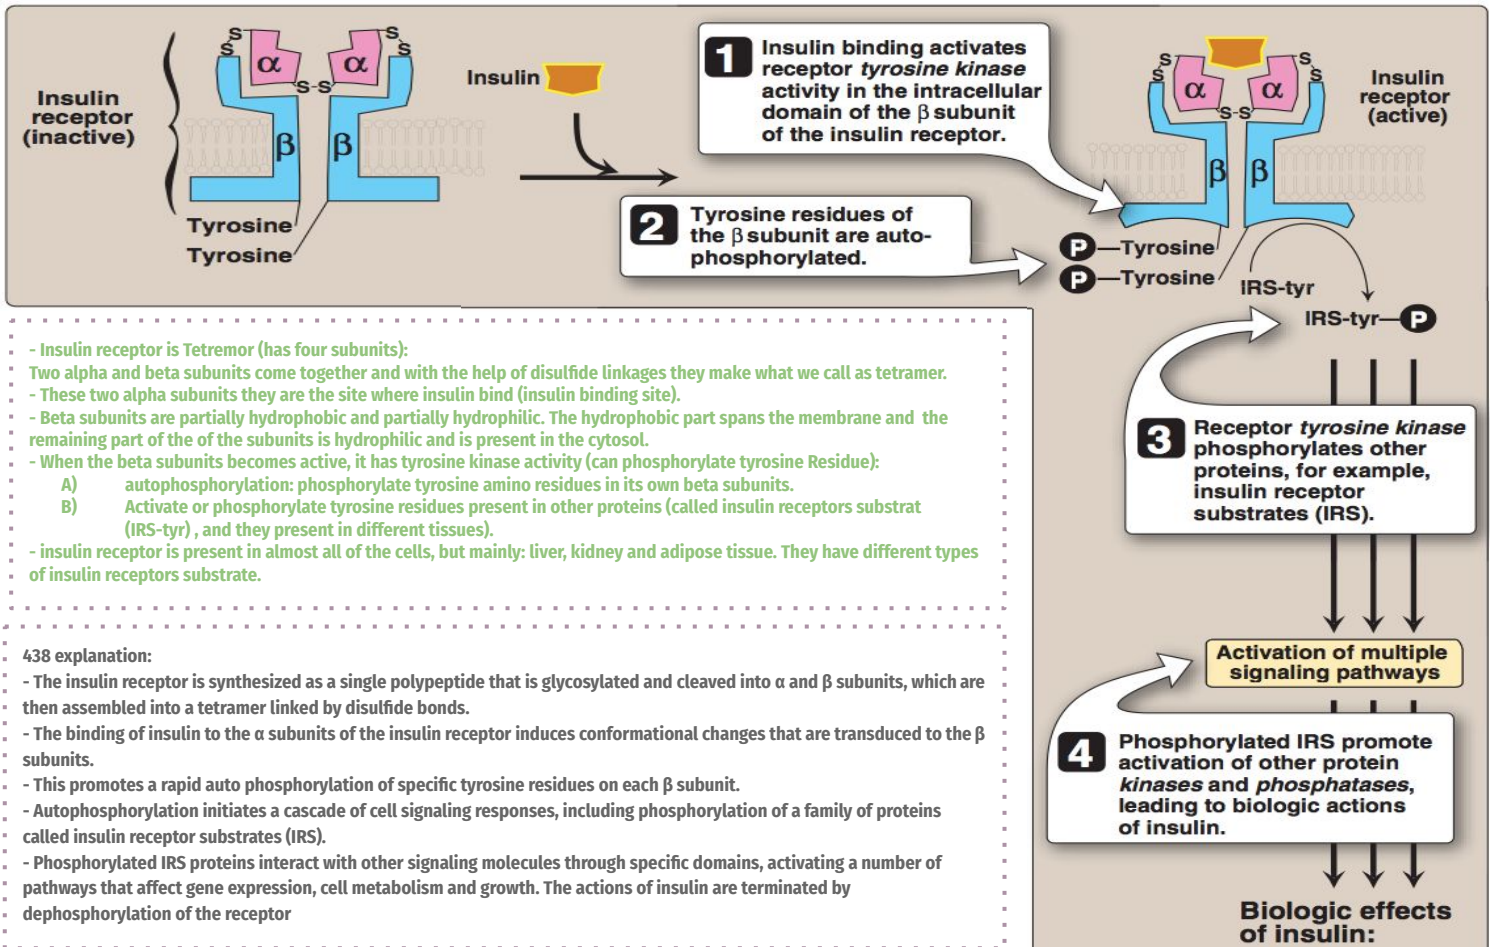 Insulin
receptor
(inactive)
S
S
α
S-S
α
S
S
β
β
Tyrosine
Tyrosine
Insulin
1
Insulin binding activates
receptor tyrosine kinase
activity in the intracellular
domain of the β subunit
of the insulin receptor.
2
Tyrosine residues of
the β subunit are auto-
phosphorylated.
S
S
α
S-S
α
S
S
β
β
Insulin
receptor
(active)
P—Tyrosine
P—Tyrosine
IRS-tyr
IRS-tyr—P
3
Receptor tyrosine kinase
phosphorylates other
proteins, for example,
insulin receptor
substrates (IRS).
Activation of multiple
signaling pathways
4
Phosphorylated IRS promote
activation of other protein
kinases and phosphatases,
leading to biologic actions
of insulin.
Biologic effects
of insulin:
- Insulin receptor is Tetremor (has four subunits):
Two alpha and beta subunits come together and with the help of disulfide linkages they make what we call as tetramer.
- These two alpha subunits they are the site where insulin bind (insulin binding site).
- Beta subunits are partially hydrophobic and partially hydrophilic. The hydrophobic part spans the membrane and the
remaining part of the of the subunits is hydrophilic and is present in the cytosol.
- When the beta subunits becomes active, it has tyrosine kinase activity (can phosphorylate tyrosine Residue):
A) autophosphorylation: phosphorylate tyrosine amino residues in its own beta subunits.
B) Activate or phosphorylate tyrosine residues present in other proteins (called insulin receptors substrat
(IRS-tyr) , and they present in different tissues).
- insulin receptor is present in almost all of the cells, but mainly: liver, kidney and adipose tissue. They have different types
of insulin receptors substrate.
438 explanation:
- The insulin receptor is synthesized as a single polypeptide that is glycosylated and cleaved into α and β subunits, which are
then assembled into a tetramer linked by disulfide bonds.
- The binding of insulin to the α subunits of the insulin receptor induces conformational changes that are transduced to the β
subunits.
- This promotes a rapid auto phosphorylation of specific tyrosine residues on each β subunit.
- Autophosphorylation initiates a cascade of cell signaling responses, including phosphorylation of a family of proteins
called insulin receptor substrates (IRS).
- Phosphorylated IRS proteins interact with other signaling molecules through specific domains, activating a number of
pathways that affect gene expression, cell metabolism and growth. The actions of insulin are terminated by
dephosphorylation of the receptor